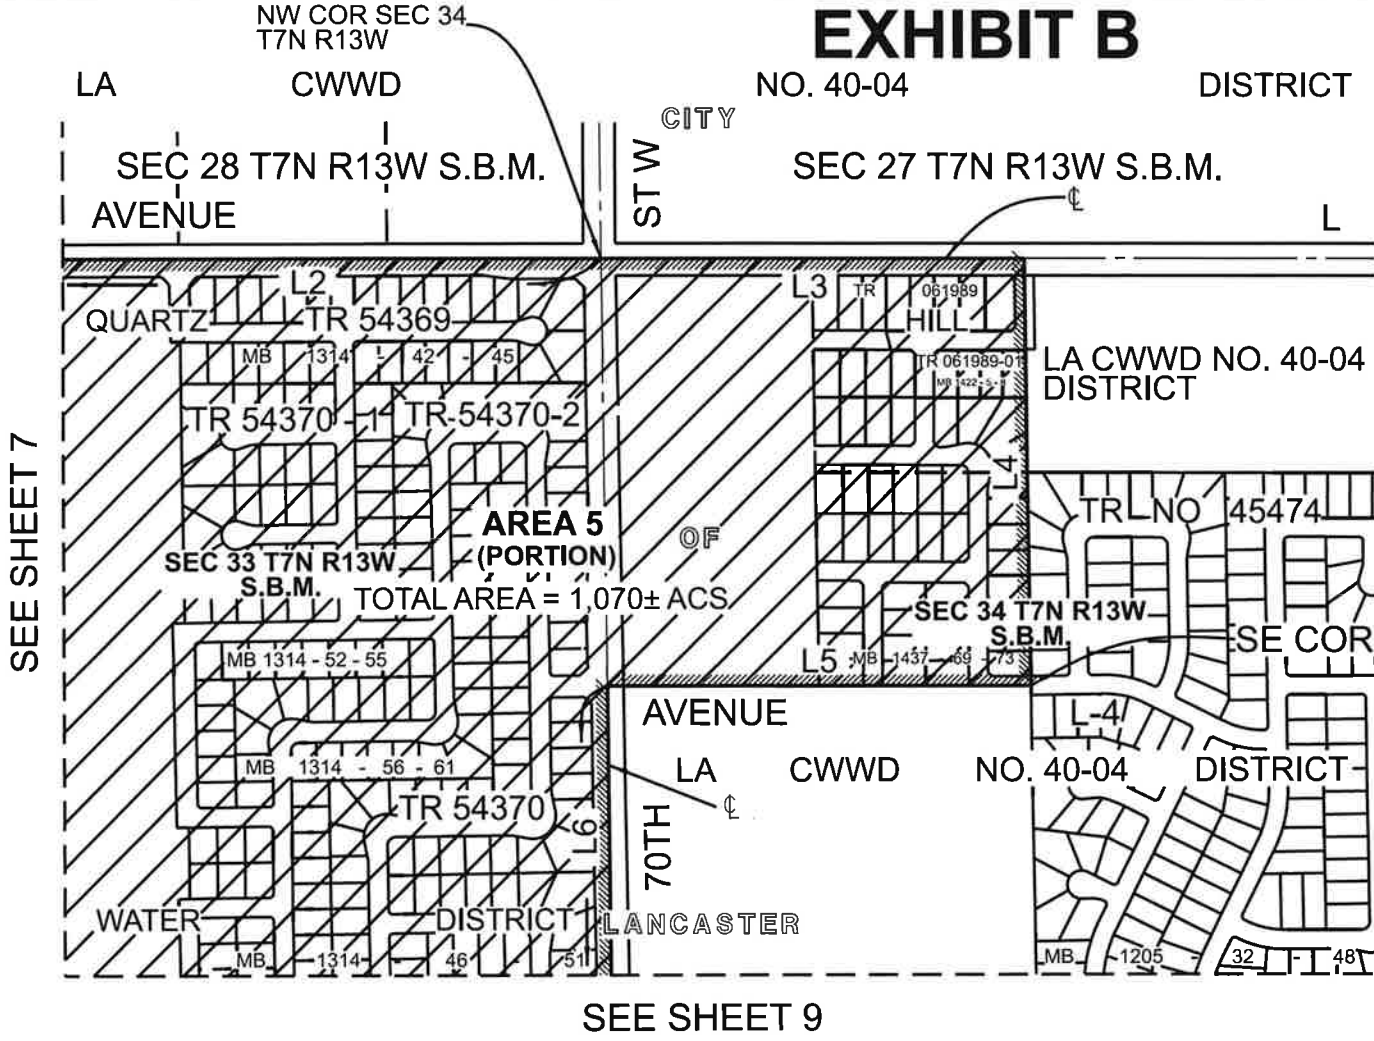 NW COR SEC 34
T7N R13W
EXHIBIT B
LA CWWD NO. 40-04 DISTRICT
CITY
SEC 28 T7N R13W S.B.M.
ST W
SEC 27 T7N R13W S.B.M.
℄
AVENUE L
L2
L3
TR 061989
QUARTZ
TR 54369
HILL
MB 1314 - 42 - 45
TR 061989-01
LA CWWD NO. 40-04
DISTRICT
TR 54370 - 1
TR 54370-2
SEE SHEET 7
L4
TR NO 45474
AREA 5
(PORTION)
OF
SEC 33 T7N R13W
S.B.M.
TOTAL AREA = 1,070± ACS
SEC 34 T7N R13W
S.B.M.
SE COR
MB 1314 - 52 - 55
L5
MB 1437 - 69 - 73
AVENUE L-4
MB 1314 - 56 - 61
LA CWWD NO. 40-04 DISTRICT
TR 54370
℄
L6
70TH
WATER DISTRICT
LANCASTER
MB 1314 - 46 - 51
MB 1205 - 32 - 48
SEE SHEET 9